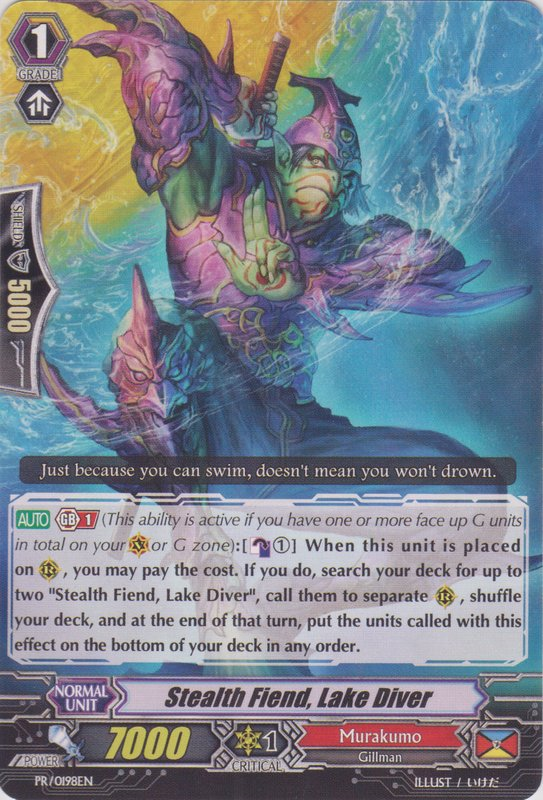 1
GRADE
SHIELD
5000
Just because you can swim, doesn't mean you won't drown.
AUTO GB 1 (This ability is active if you have one or more face up G units
in total on your V or G zone):[ ① ] When this unit is placed
on R , you may pay the cost. If you do, search your deck for up to
two "Stealth Fiend, Lake Diver", call them to separate R , shuffle
your deck, and at the end of that turn, put the units called with this
effect on the bottom of your deck in any order.
NORMAL
UNIT
Stealth Fiend, Lake Diver
POWER
7000
1
CRITICAL
Murakumo
Gillman
PR/0198EN
ILLUST / いけだ